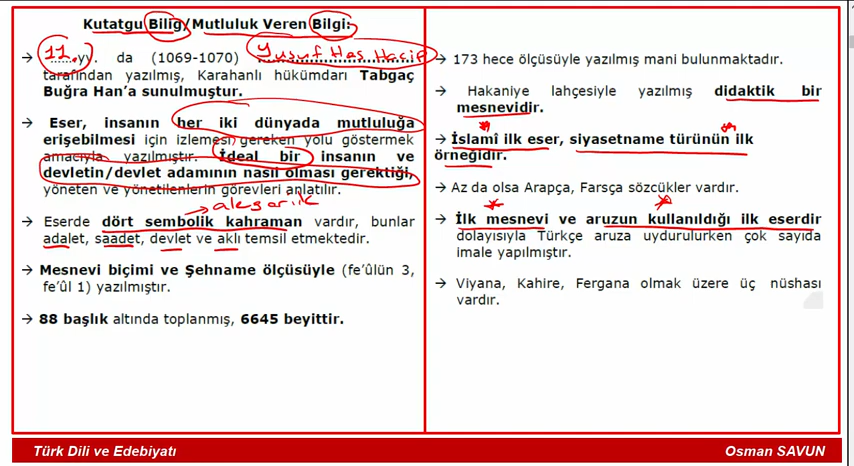 Kutatgu Bilig/Mutluluk Veren Bilgi:
→ 11. yy. da (1069-1070) Yusuf Has Hacip
tarafından yazılmış, Karahanlı hükümdarı Tabgaç
Buğra Han'a sunulmuştur.
→ Eser, insanın her iki dünyada mutluluğa
erişebilmesi için izlemesi gereken yolu göstermek
amacıyla yazılmıştır. İdeal bir insanın ve
devletin/devlet adamının nasıl olması gerektiği,
yöneten ve yönetilenlerin görevleri anlatılır.
→ alegorik
→ Eserde dört sembolik kahraman vardır, bunlar
adalet, saadet, devlet ve aklı temsil etmektedir.
→ Mesnevi biçimi ve Şehname ölçüsüyle (fe'ûlün 3,
fe'ûl 1) yazılmıştır.
→ 88 başlık altında toplanmış, 6645 beyittir.
→ 173 hece ölçüsüyle yazılmış mani bulunmaktadır.
→ Hakaniye lahçesiyle yazılmış didaktik bir
mesnevidir.
→ İslamî ilk eser, siyasetname türünün ilk
örneğidir.
→ Az da olsa Arapça, Farsça sözcükler vardır.
→ İlk mesnevi ve aruzun kullanıldığı ilk eserdir
dolayısıyla Türkçe aruza uydurulurken çok sayıda
imale yapılmıştır.
→ Viyana, Kahire, Fergana olmak üzere üç nüshası
vardır.
Türk Dili ve Edebiyatı
Osman SAVUN